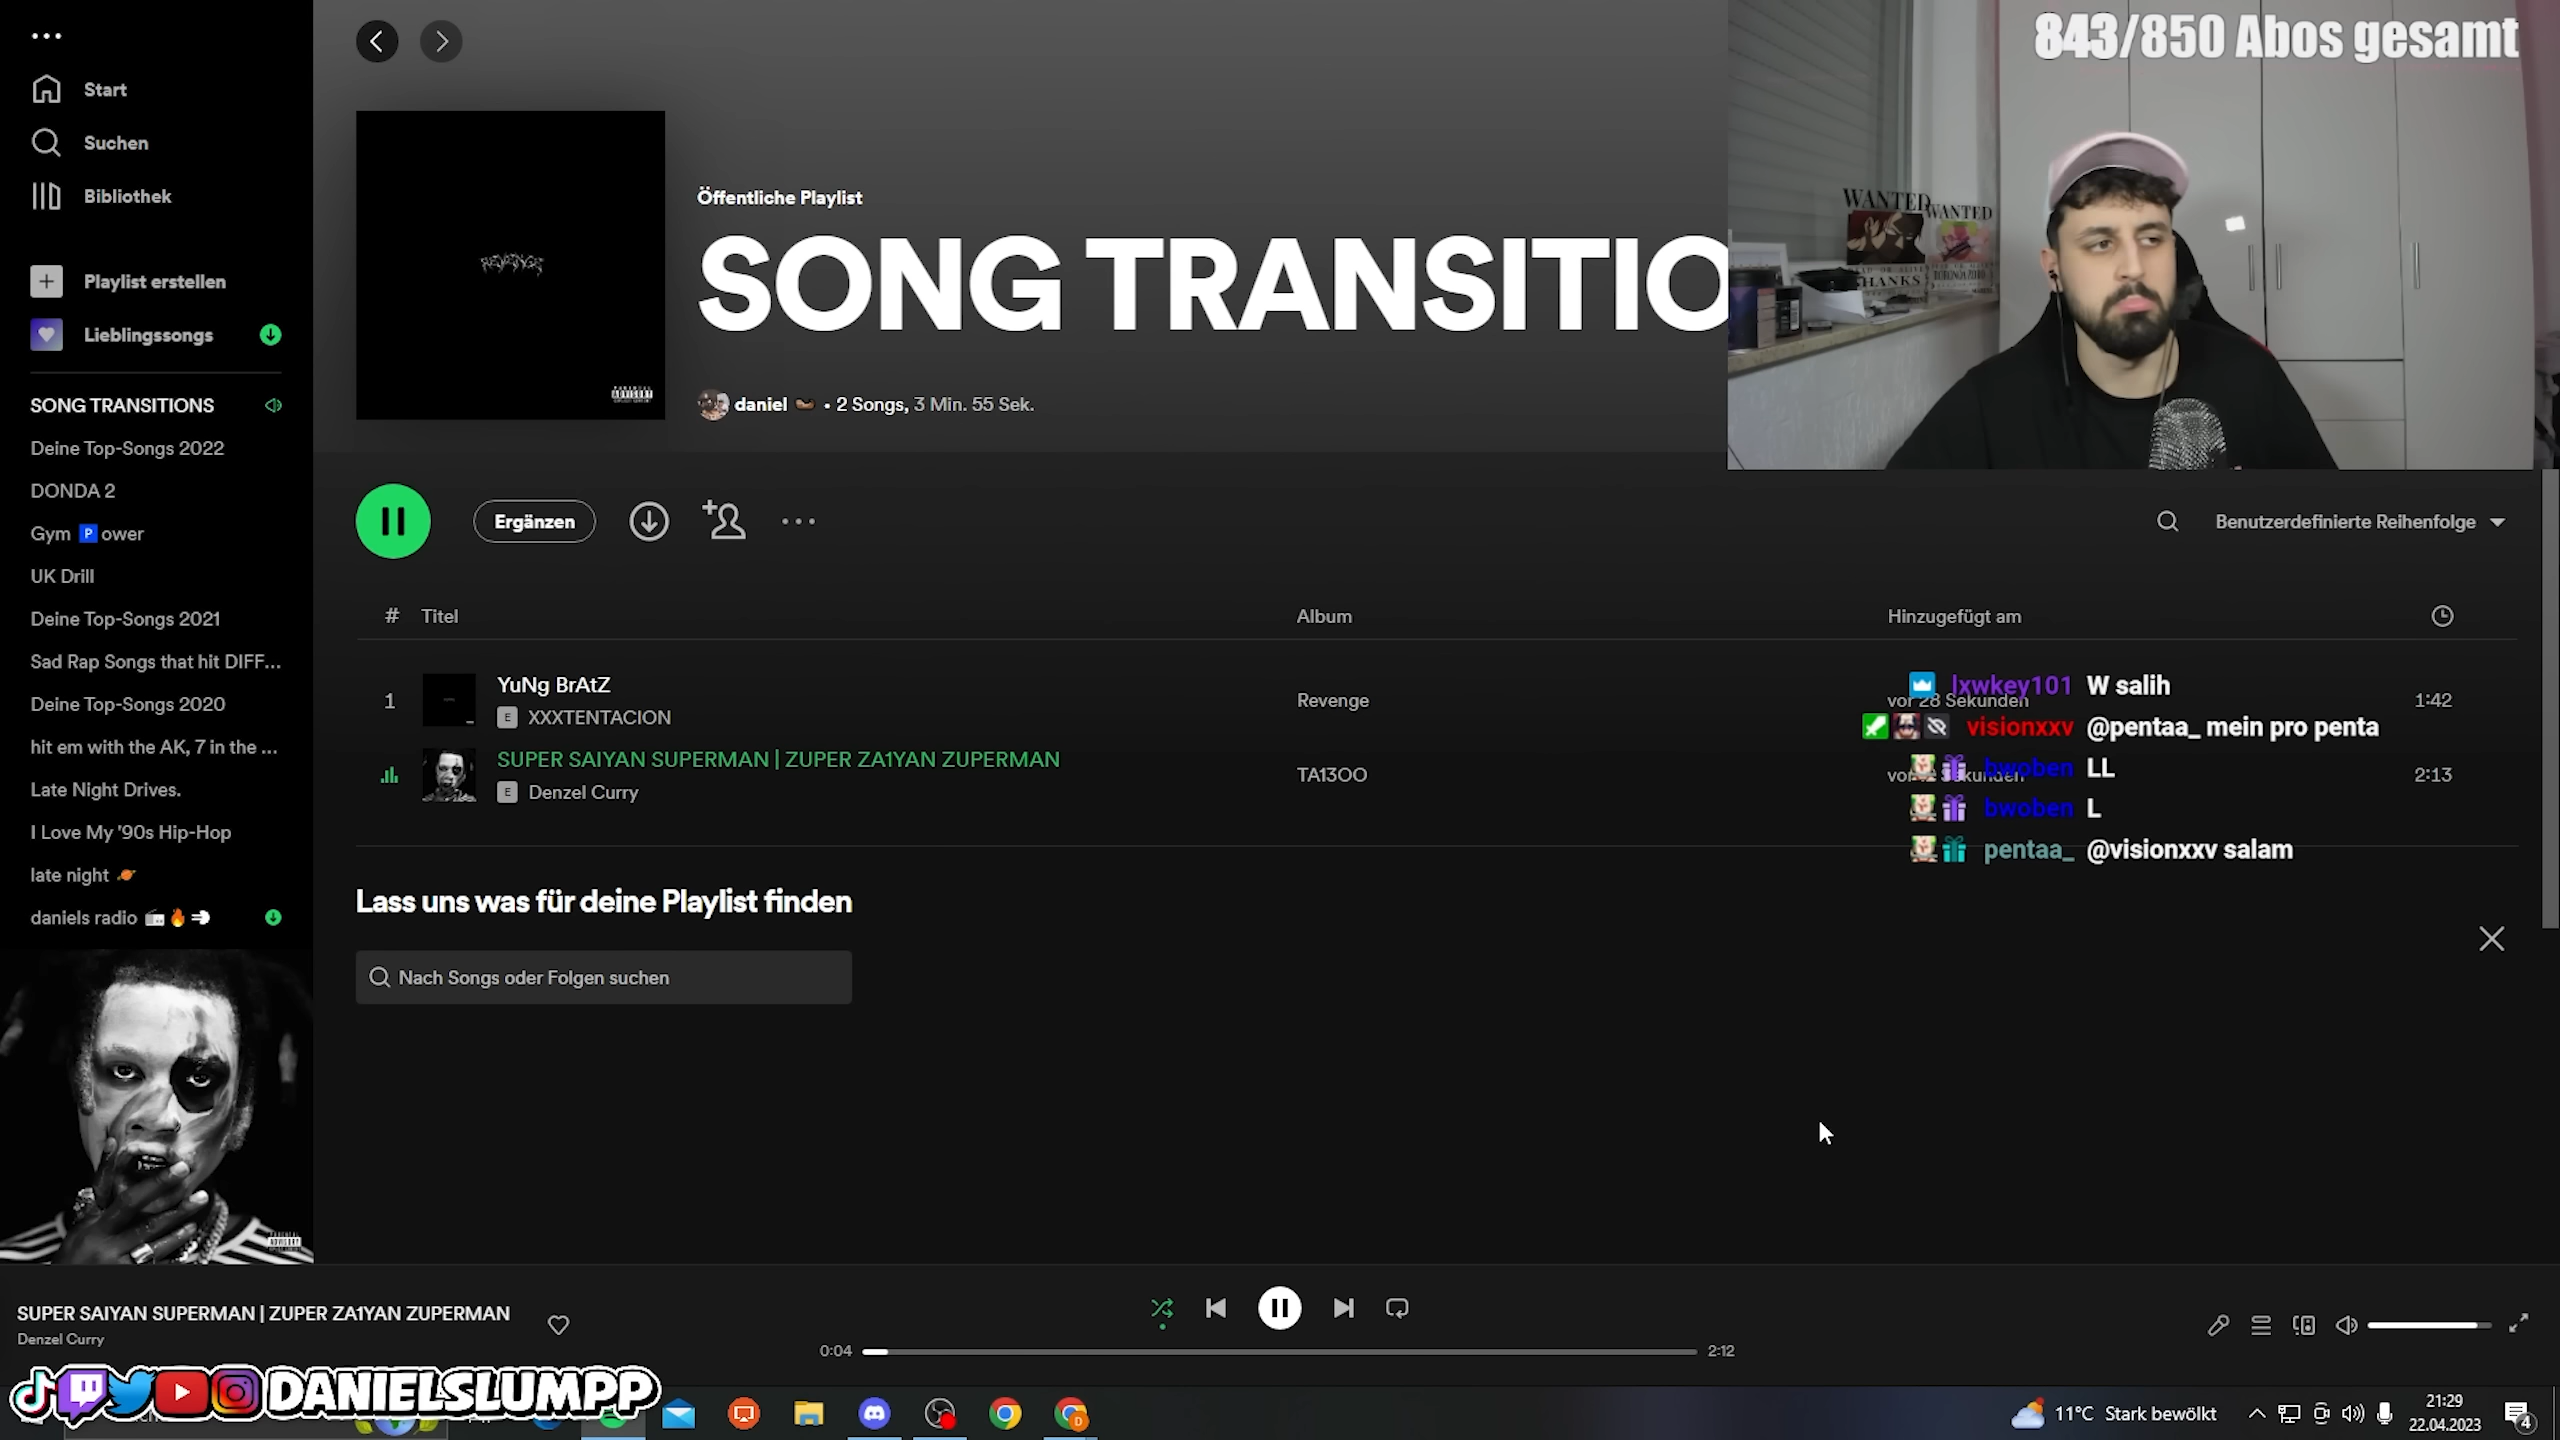 843/850 Abos gesamt
Start
Suchen
Bibliothek
Playlist erstellen
Lieblingssongs
SONG TRANSITIONS
Deine Top-Songs 2022
DONDA 2
Gym 🅿️ower
UK Drill
Deine Top-Songs 2021
Sad Rap Songs that hit DIFF...
Deine Top-Songs 2020
hit em with the AK, 7 in the ...
Late Night Drives.
I Love My '90s Hip-Hop
late night 🪐
daniels radio 📻🔥💨
REVENGE
PARENTAL
ADVISORY
Öffentliche Playlist
SONG TRANSITIO
daniel • 2 Songs, 3 Min. 55 Sek.
WANTED
WANTED
Ergänzen
Benutzerdefinierte Reihenfolge
# Titel Album Hinzugefügt am
1 YuNg BrAtZ Revenge vor 28 Sekunden 1:42
E XXXTENTACION
SUPER SAIYAN SUPERMAN | ZUPER ZA1YAN ZUPERMAN TA13OO 2:13
E Denzel Curry
lxwkey101 W salih
visionxxv @pentaa_ mein pro penta
bwoben LL
bwoben L
pentaa_ @visionxxv salam
Lass uns was für deine Playlist finden
Nach Songs oder Folgen suchen
SUPER SAIYAN SUPERMAN | ZUPER ZA1YAN ZUPERMAN
Denzel Curry
0:04
2:12
DANIELSLUMPP
11°C Stark bewölkt
21:29
22.04.2023
4